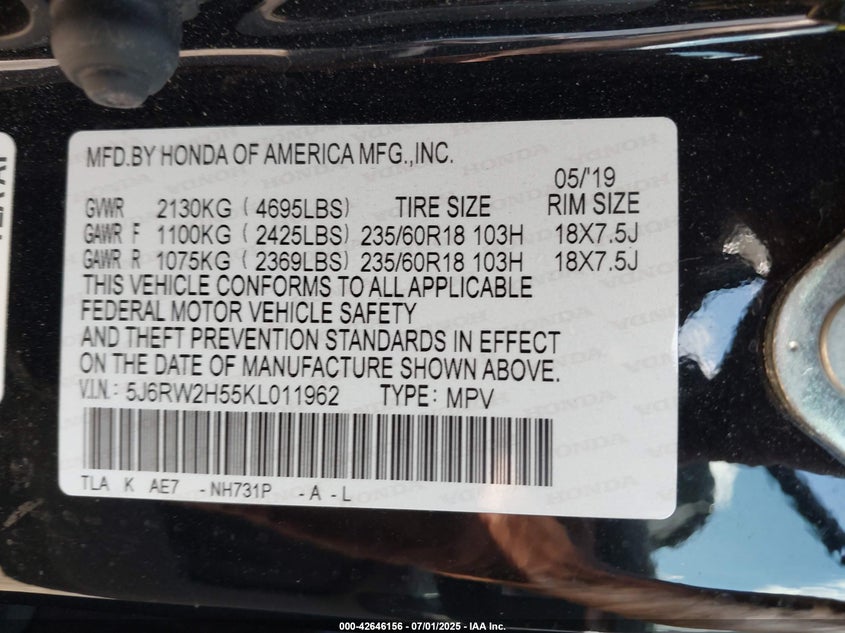 MFD.BY HONDA OF AMERICA MFG.,INC.
05/'19
GVWR 2130KG ( 4695LBS) TIRE SIZE RIM SIZE
GAWR F 1100KG ( 2425LBS) 235/60R18 103H 18X7.5J
GAWR R 1075KG ( 2369LBS) 235/60R18 103H 18X7.5J
THIS VEHICLE CONFORMS TO ALL APPLICABLE
FEDERAL MOTOR VEHICLE SAFETY
AND THEFT PREVENTION STANDARDS IN EFFECT
ON THE DATE OF MANUFACTURE SHOWN ABOVE.
V.I.N.: 5J6RW2H55KL011962 TYPE: MPV
TLA K AE7 -NH731P -A-L
000-42646156 - 07/01/2025 - IAA Inc.